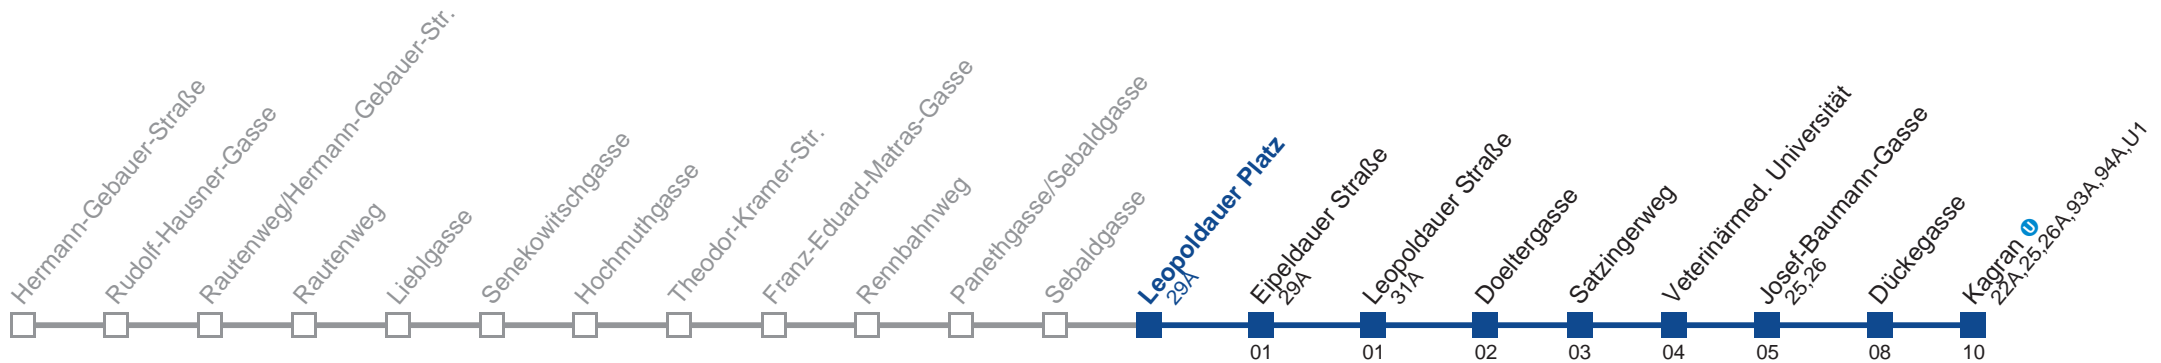 Hermann-Gebauer-Straße
Rudolf-Hausner-Gasse
Rautenweg/Hermann-Gebauer-Str.
Rautenweg
Lieblgasse
Senekowitschgasse
Hochmuthgasse
Theodor-Kramer-Str.
Franz-Eduard-Matras-Gasse
Rennbahnweg
Panethgasse/Sebaldgasse
Sebaldgasse
Leopoldauer Platz
29A
Eipeldauer Straße
29A
01
Leopoldauer Straße
31A
01
Doeltergasse
02
Satzingerweg
03
Veterinärmed. Universität
04
Josef-Baumann-Gasse
25,26
05
Dückegasse
08
Kagran U
22A,25,26A,93A,94A,U1
10